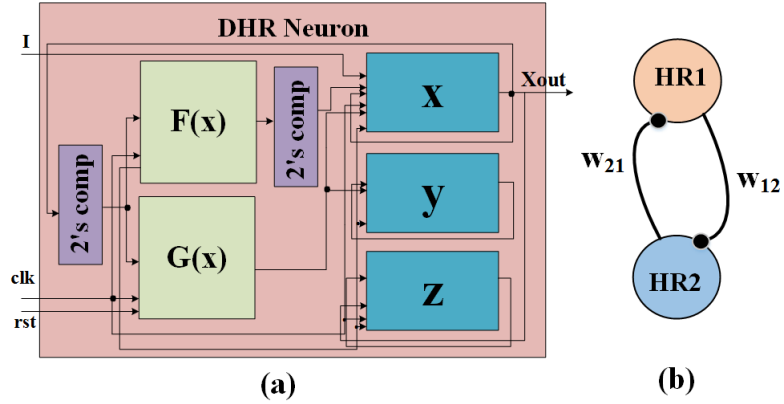 DHR Neuron
I
Xout
2's comp
F(x)
2's comp
x
y
G(x)
z
clk
rst
(a)
HR1
w21
w12
HR2
(b)